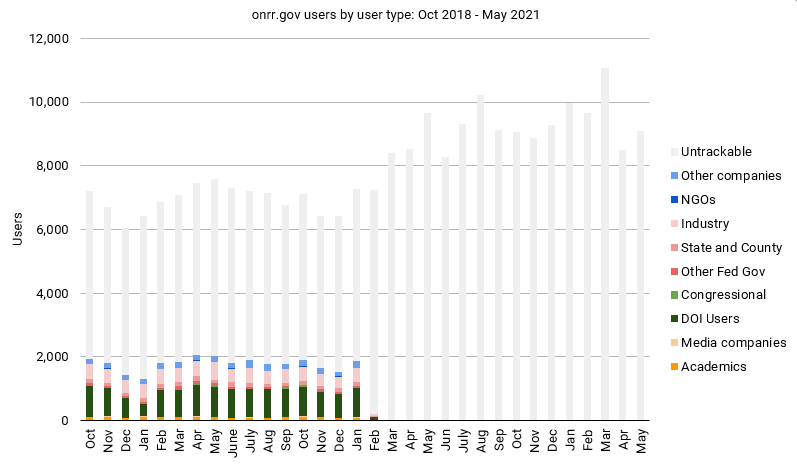 onrr.gov users by user type: Oct 2018 - May 2021
Users
12,000
10,000
8,000
6,000
4,000
2,000
0
Oct
Nov
Dec
Jan
Feb
Mar
Apr
May
June
July
Aug
Sep
Oct
Nov
Dec
Jan
Feb
Mar
Apr
May
Jun
July
Aug
Sep
Oct
Nov
Dec
Jan
Feb
Mar
Apr
May
Untrackable
Other companies
NGOs
Industry
State and County
Other Fed Gov
Congressional
DOI Users
Media companies
Academics